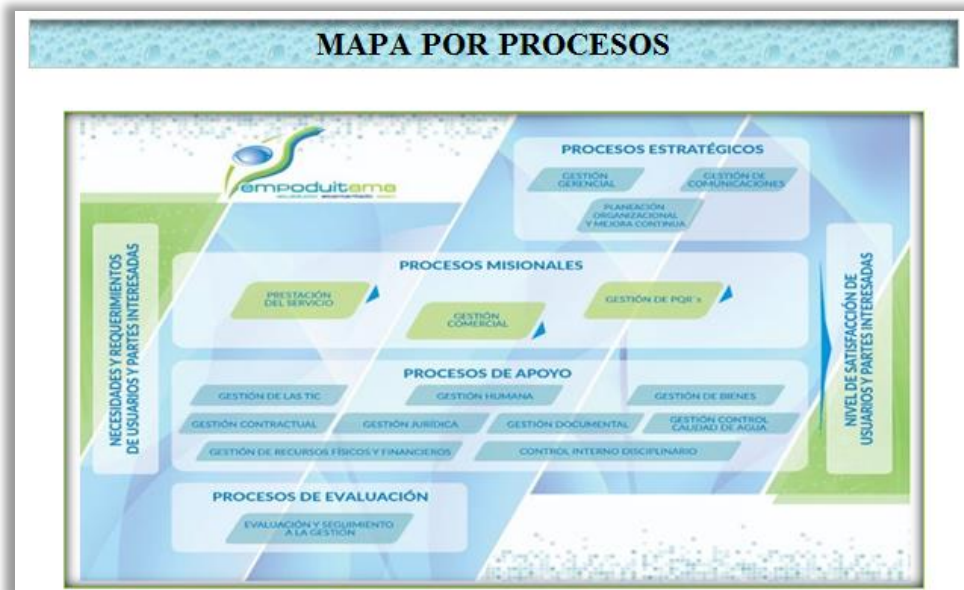 MAPA POR PROCESOS
empoduitama
PROCESOS ESTRATÉGICOS
GESTIÓN
GERENCIAL
GESTIÓN DE
COMUNICACIONES
PLANEACIÓN
ORGANIZACIONAL
Y MEJORA CONTINUA
NECESIDADES Y REQUERIMIENTOS
DE USUARIOS Y PARTES INTERESADAS
PROCESOS MISIONALES
PRESTACIÓN
DEL SERVICIO
GESTIÓN
COMERCIAL
GESTIÓN DE PQR´s
PROCESOS DE APOYO
GESTIÓN DE LAS TIC
GESTIÓN HUMANA
GESTIÓN DE BIENES
GESTIÓN CONTRACTUAL
GESTIÓN JURÍDICA
GESTIÓN DOCUMENTAL
GESTIÓN CONTROL
CALIDAD DE AGUA
GESTIÓN DE RECURSOS FÍSICOS Y FINANCIEROS
CONTROL INTERNO DISCIPLINARIO
PROCESOS DE EVALUACIÓN
EVALUACIÓN Y SEGUIMIENTO
A LA GESTIÓN
NIVEL DE SATISFACCIÓN DE
USUARIOS Y PARTES INTERESADAS